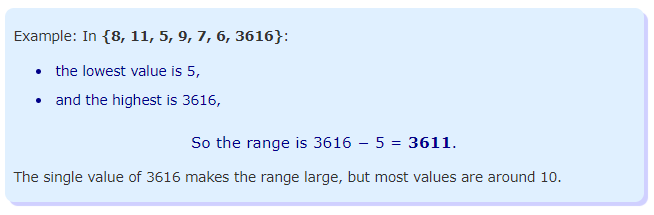 Example: In {8, 11, 5, 9, 7, 6, 3616}:
• the lowest value is 5,
• and the highest is 3616,
So the range is 3616 − 5 = 3611.
The single value of 3616 makes the range large, but most values are around 10.